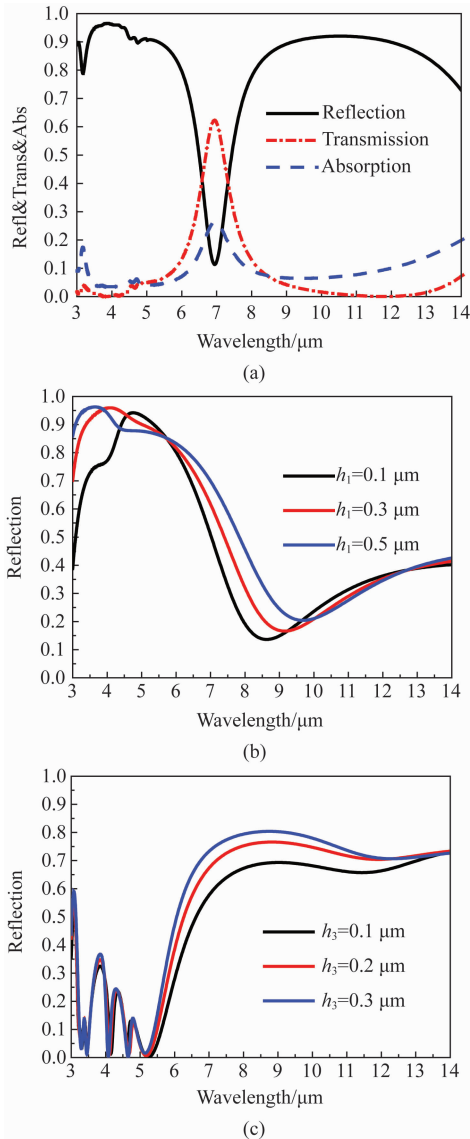 1.0
0.9
0.8
0.7
0.6
0.5
0.4
0.3
0.2
0.1
0.0
Refl&Trans&Abs
Reflection
Transmission
Absorption
3 4 5 6 7 8 9 10 11 12 13 14
Wavelength/μm
(a)
1.0
0.9
0.8
0.7
0.6
0.5
0.4
0.3
0.2
0.1
0.0
Reflection
h₁=0.1 μm
h₁=0.3 μm
h₁=0.5 μm
3 4 5 6 7 8 9 10 11 12 13 14
Wavelength/μm
(b)
1.0
0.9
0.8
0.7
0.6
0.5
0.4
0.3
0.2
0.1
0.0
Reflection
h₃=0.1 μm
h₃=0.2 μm
h₃=0.3 μm
3 4 5 6 7 8 9 10 11 12 13 14
Wavelength/μm
(c)